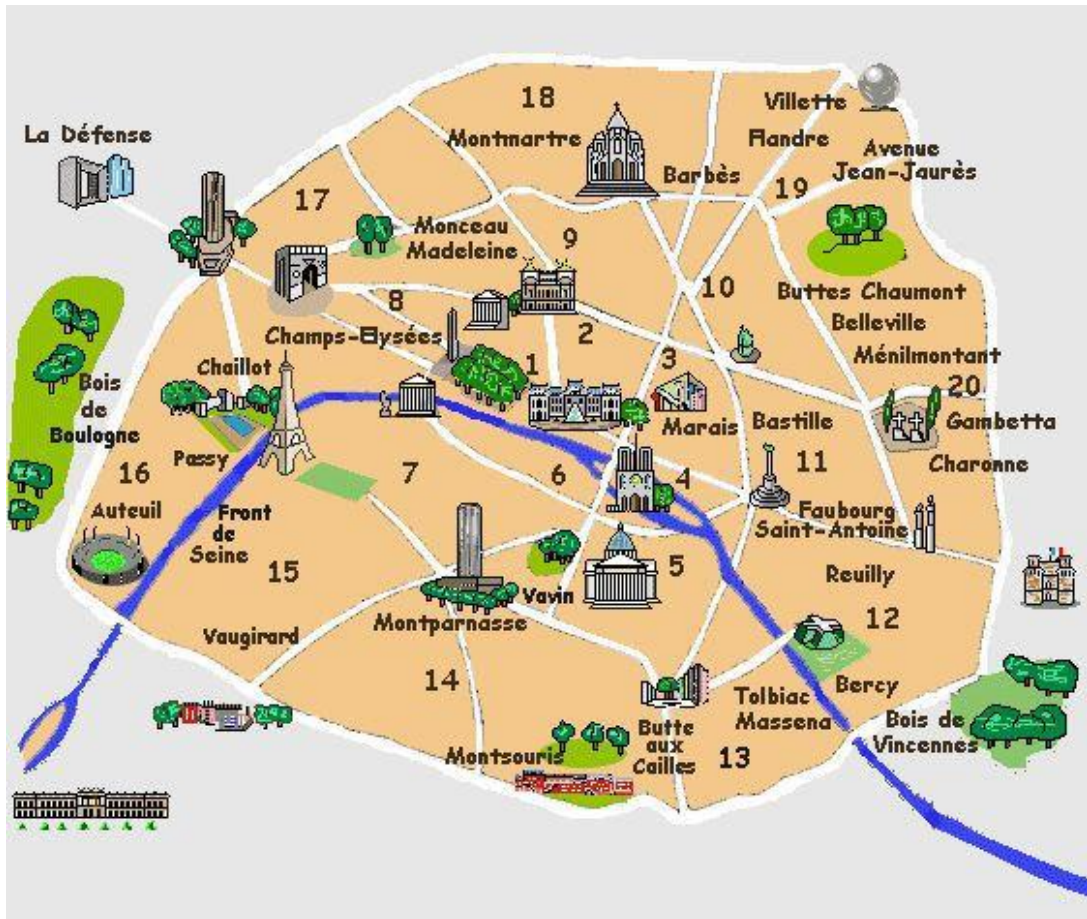 18
Montmartre
Villette
Flandre
Avenue
Jean-Jaurès
La Défense
Barbès
19
17
Monceau
Madeleine
9
10
Buttes Chaumont
8
Champs-Elysées
2
Belleville
Ménilmontant
Chaillot
1
3
20
Gambetta
Bois
de
Boulogne
Marais
Bastille
Charonne
Passy
16
7
6
4
11
Auteuil
Front
de
Seine
Faubourg
Saint-Antoine
15
5
Reuilly
Vavin
Montparnasse
12
Vaugirard
14
Bercy
Tolbiac
Massena
Bois de
Vincennes
Montsouris
Butte
aux
Cailles
13